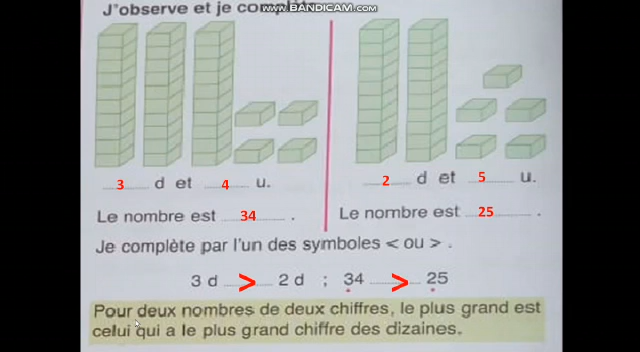 J'observe et je complète
WWW.BANDICAM.COM
3 d et 4 u.
2 d et 5 u.
Le nombre est 34 .
Le nombre est 25 .
Je complète par l'un des symboles < ou > .
3 d > 2 d ; 34 > 25
Pour deux nombres de deux chiffres, le plus grand est
celui qui a le plus grand chiffre des dizaines.